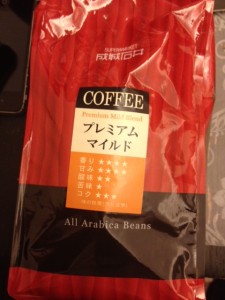 SUPERMARKET
成城石井
COFFEE
Premium Mild Blend
プレミアム
マイルド
香り ★★★★
甘み ★★★★
酸味 ★★
苦味 ★
コク ★★★
All Arabica Beans